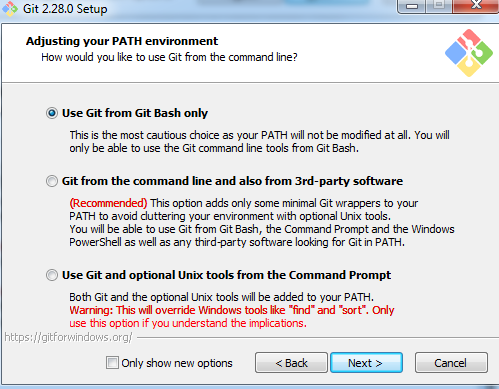 Git 2.28.0 Setup
Adjusting your PATH environment
How would you like to use Git from the command line?
Use Git from Git Bash only
This is the most cautious choice as your PATH will not be modified at all. You will
only be able to use the Git command line tools from Git Bash.
Git from the command line and also from 3rd-party software
(Recommended) This option adds only some minimal Git wrappers to your
PATH to avoid cluttering your environment with optional Unix tools.
You will be able to use Git from Git Bash, the Command Prompt and the Windows
PowerShell as well as any third-party software looking for Git in PATH.
Use Git and optional Unix tools from the Command Prompt
Both Git and the optional Unix tools will be added to your PATH.
Warning: This will override Windows tools like "find" and "sort". Only
use this option if you understand the implications.
https://gitforwindows.org/
Only show new options
< Back
Next >
Cancel